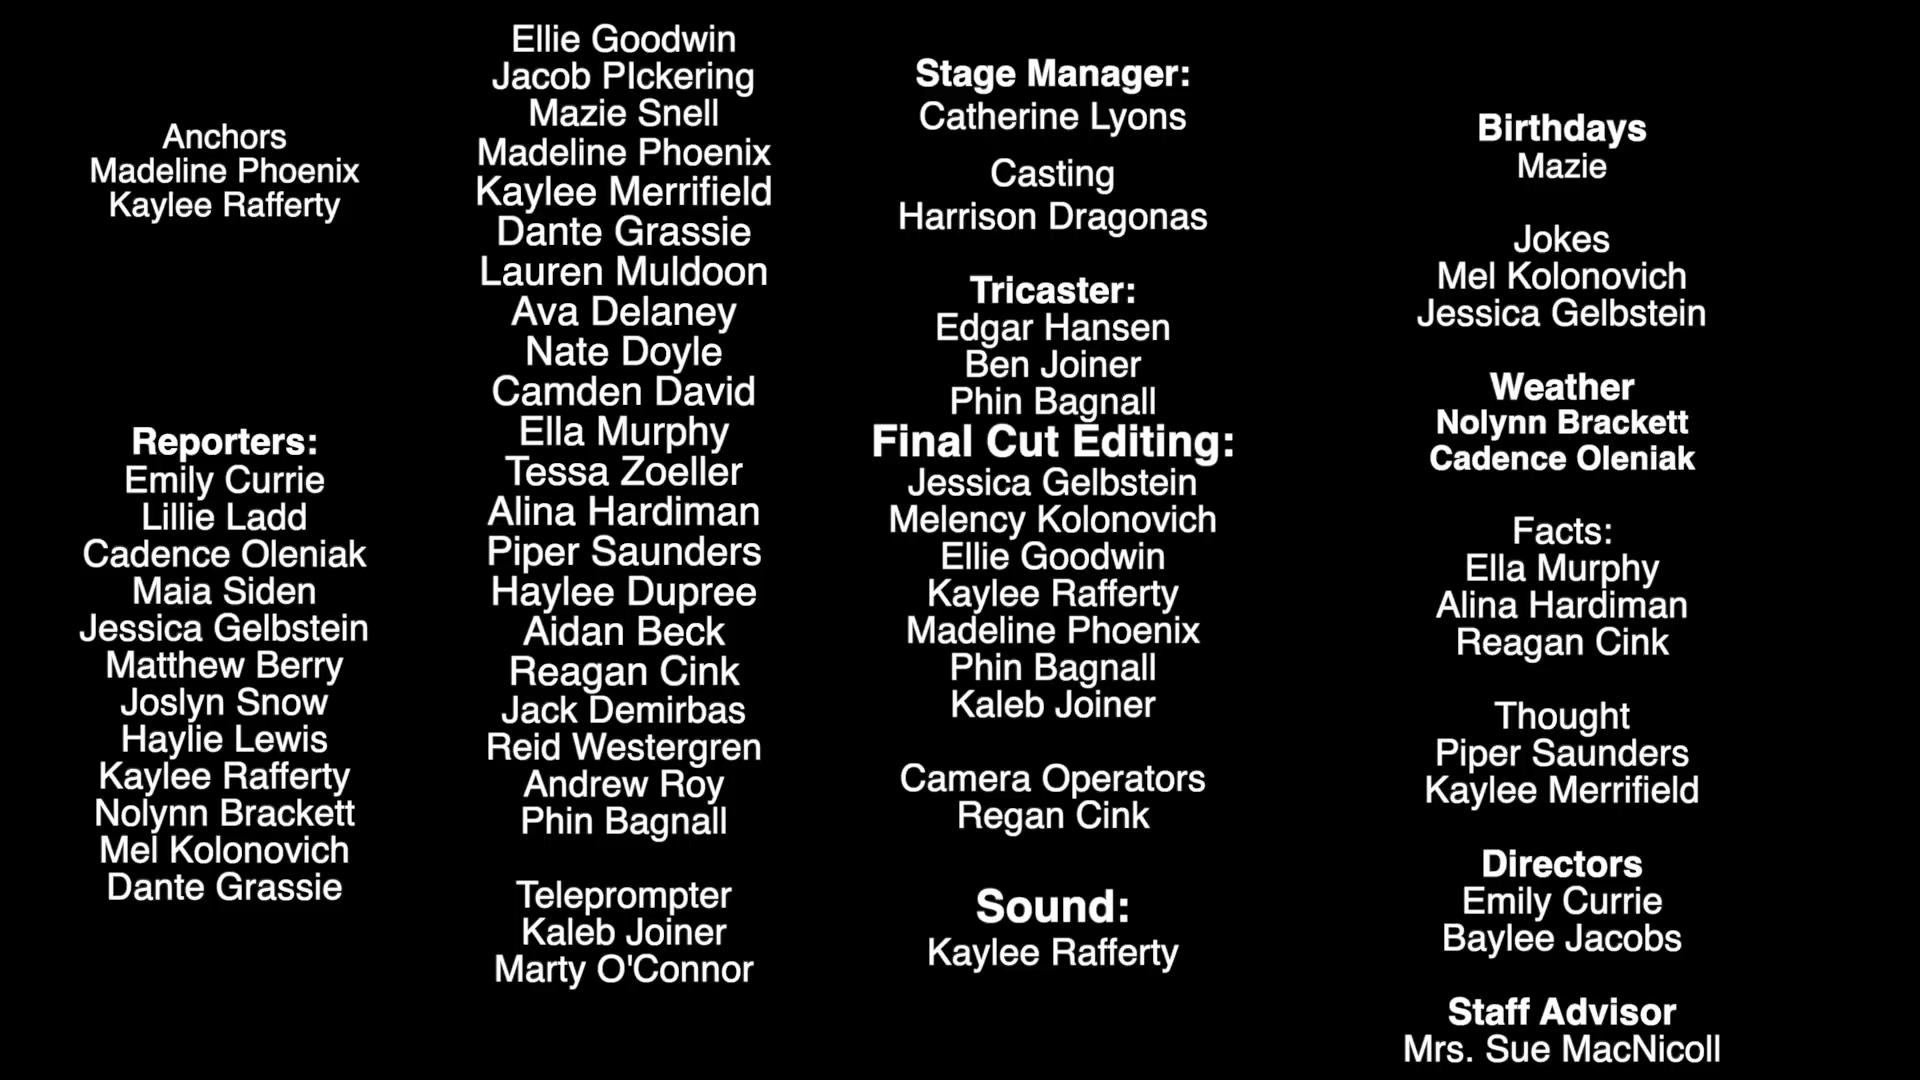 Anchors
Madeline Phoenix
Kaylee Rafferty
Reporters:
Emily Currie
Lillie Ladd
Cadence Oleniak
Maia Siden
Jessica Gelbstein
Matthew Berry
Joslyn Snow
Haylie Lewis
Kaylee Rafferty
Nolynn Brackett
Mel Kolonovich
Dante Grassie
Ellie Goodwin
Jacob PIckering
Mazie Snell
Madeline Phoenix
Kaylee Merrifield
Dante Grassie
Lauren Muldoon
Ava Delaney
Nate Doyle
Camden David
Ella Murphy
Tessa Zoeller
Alina Hardiman
Piper Saunders
Haylee Dupree
Aidan Beck
Reagan Cink
Jack Demirbas
Reid Westergren
Andrew Roy
Phin Bagnall
Teleprompter
Kaleb Joiner
Marty O'Connor
Stage Manager:
Catherine Lyons
Casting
Harrison Dragonas
Tricaster:
Edgar Hansen
Ben Joiner
Phin Bagnall
Final Cut Editing:
Jessica Gelbstein
Melency Kolonovich
Ellie Goodwin
Kaylee Rafferty
Madeline Phoenix
Phin Bagnall
Kaleb Joiner
Camera Operators
Regan Cink
Sound:
Kaylee Rafferty
Birthdays
Mazie
Jokes
Mel Kolonovich
Jessica Gelbstein
Weather
Nolynn Brackett
Cadence Oleniak
Facts:
Ella Murphy
Alina Hardiman
Reagan Cink
Thought
Piper Saunders
Kaylee Merrifield
Directors
Emily Currie
Baylee Jacobs
Staff Advisor
Mrs. Sue MacNicoll